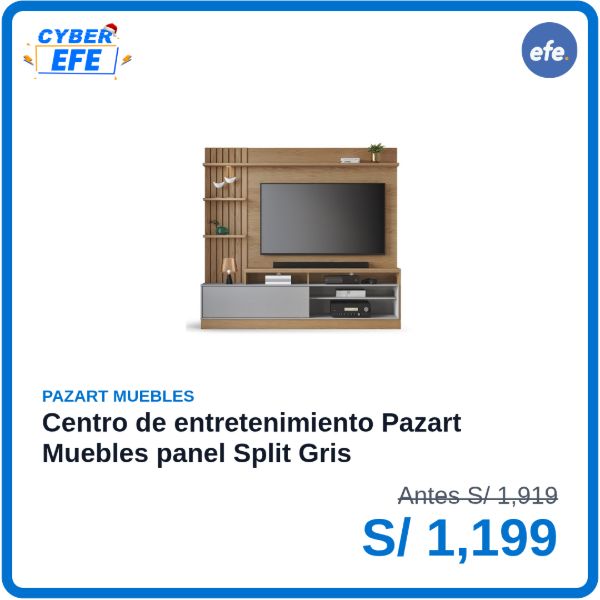 CYBER
EFE
efe.
PAZART MUEBLES
Centro de entretenimiento Pazart
Muebles panel Split Gris
Antes S/ 1,919
S/ 1,199